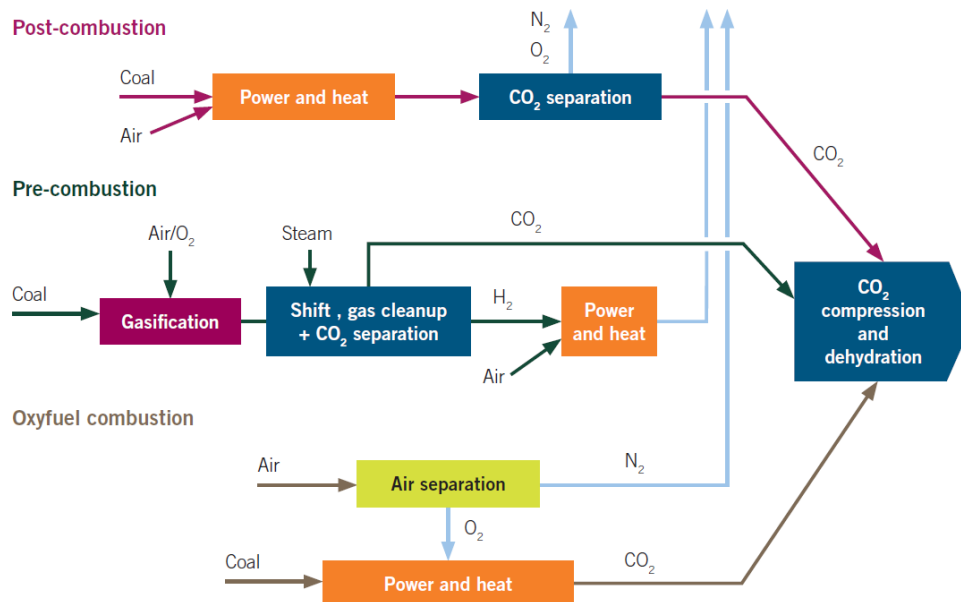 Post-combustion
N₂
O₂
Coal
Power and heat
CO₂ separation
Air
CO₂
Pre-combustion
Air/O₂
Steam
CO₂
Coal
Gasification
Shift , gas cleanup
+ CO₂ separation
H₂
Power
and heat
Air
CO₂
compression
and
dehydration
Oxyfuel combustion
Air
Air separation
N₂
O₂
Coal
Power and heat
CO₂